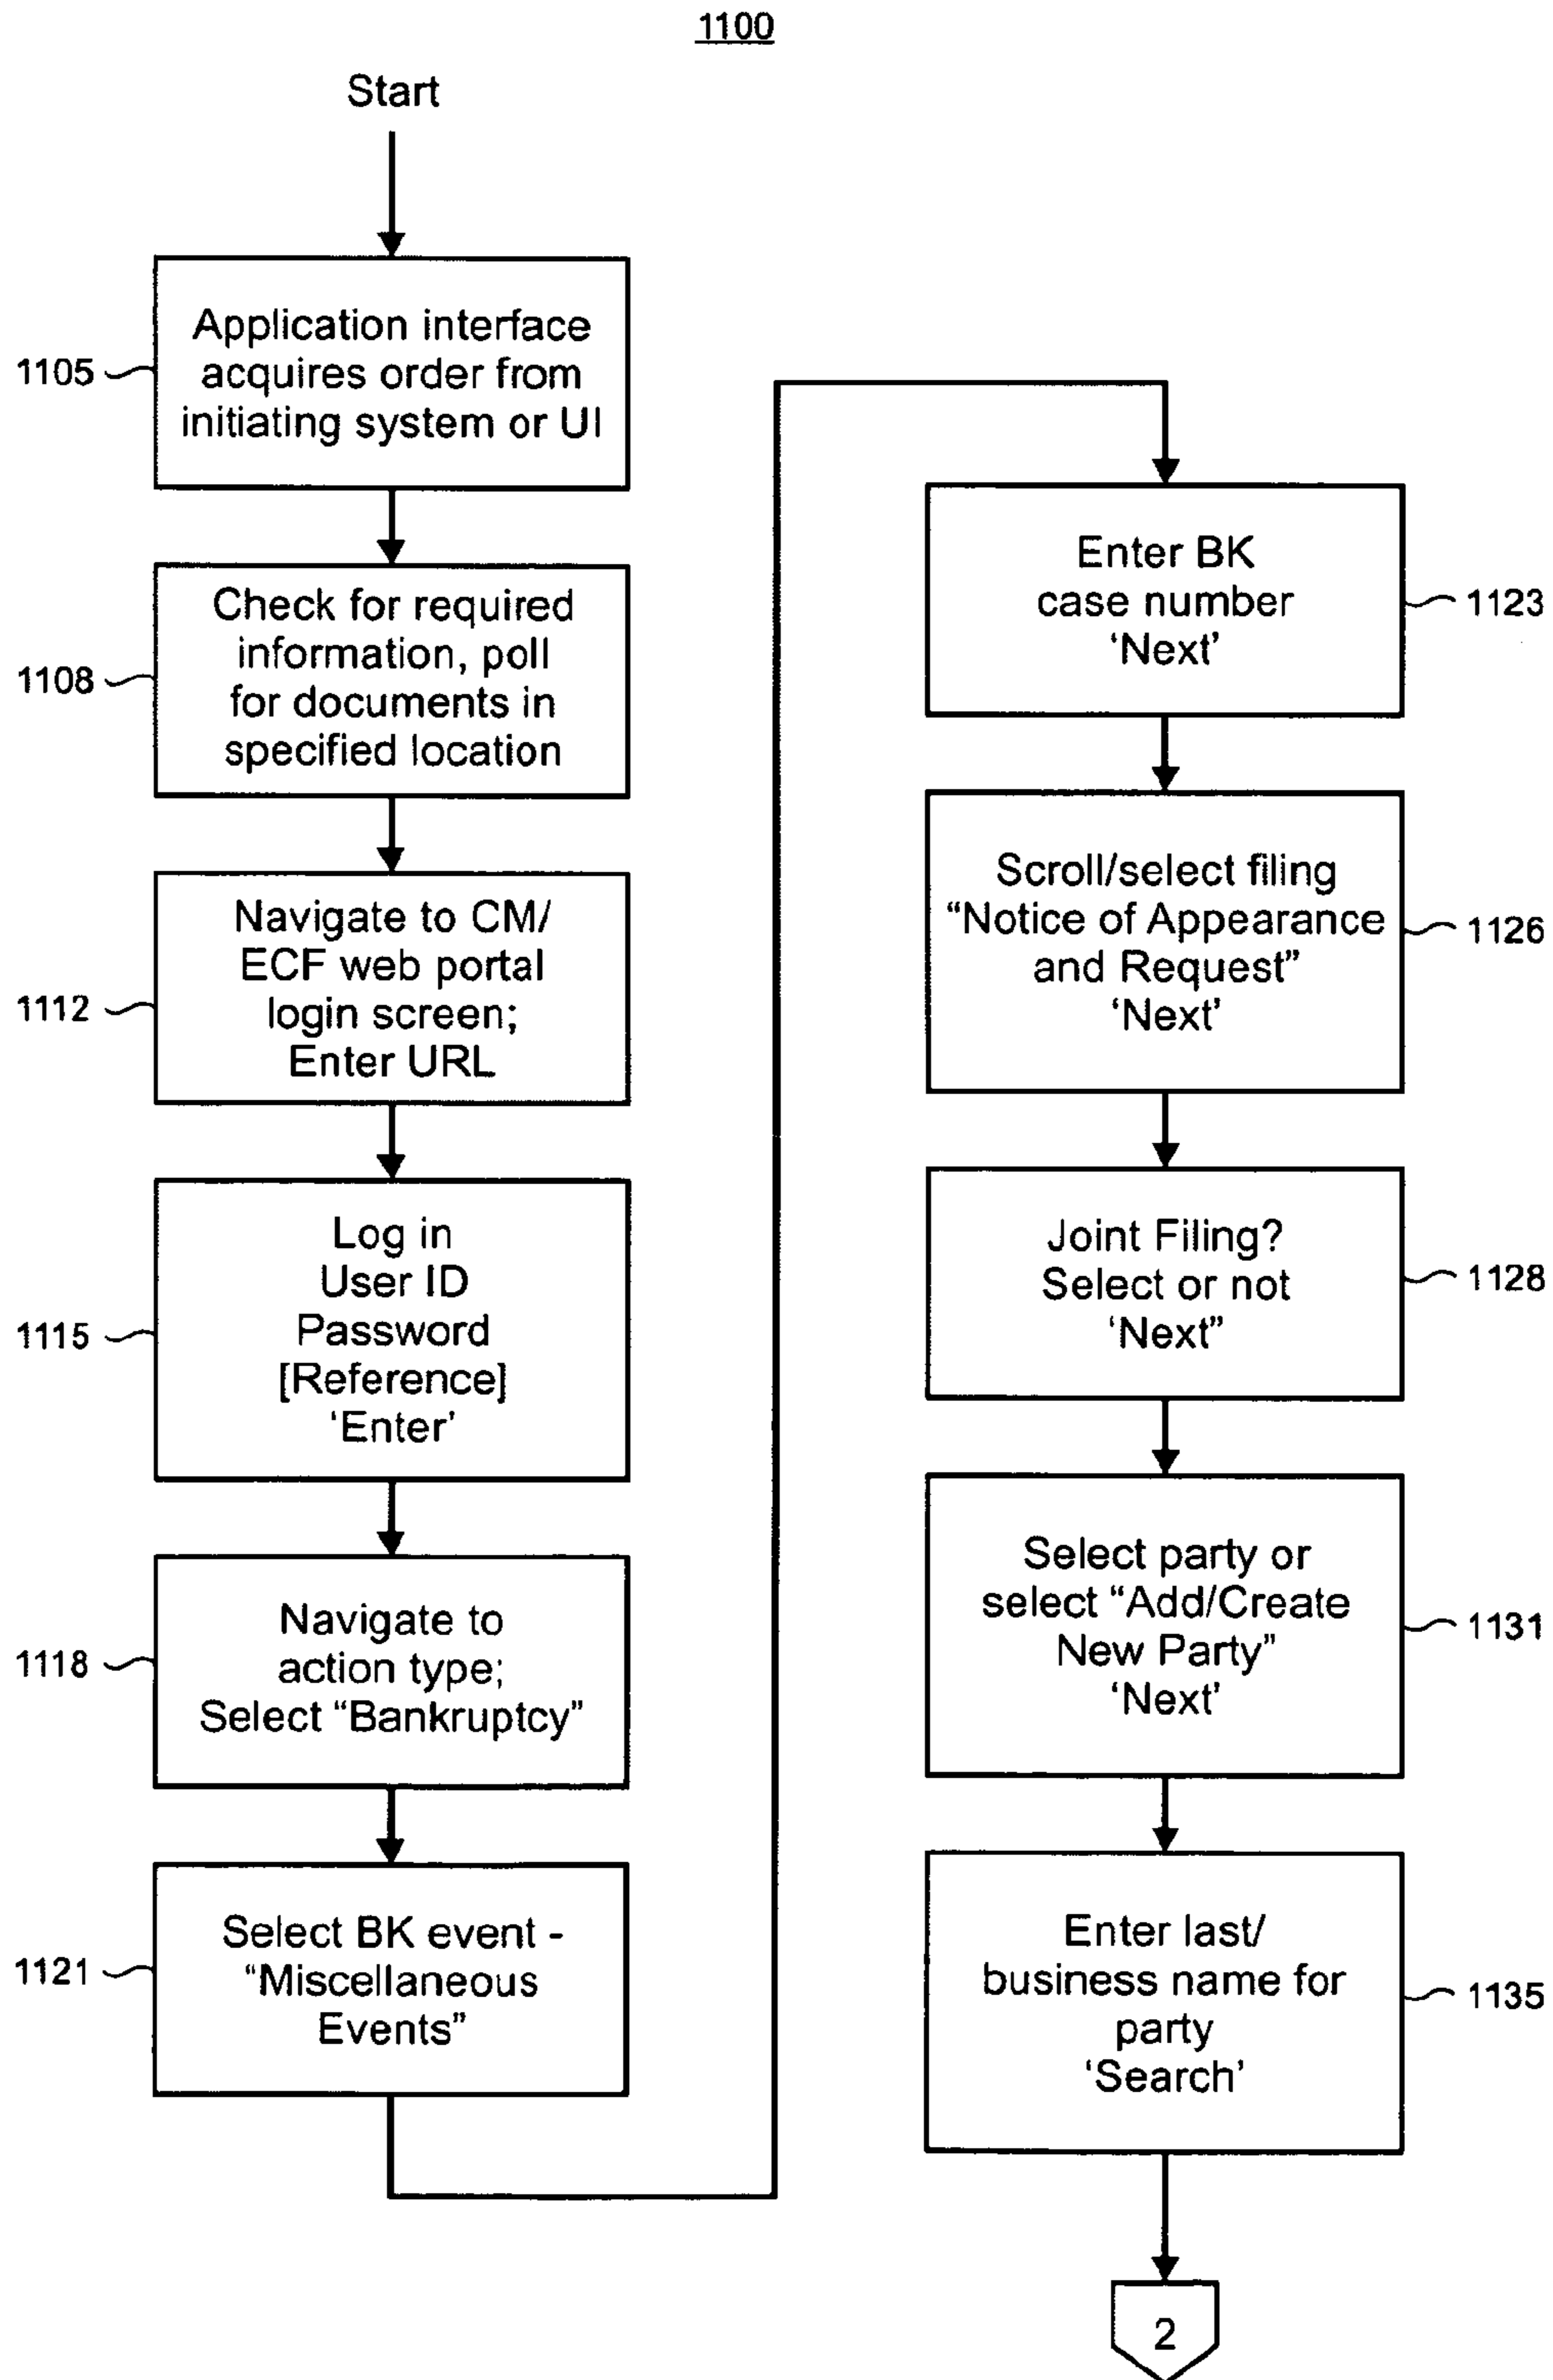 1100
Start
1105
Application interface
acquires order from
initiating system or UI
1108
Check for required
information, poll
for documents in
specified location
1112
Navigate to CM/
ECF web portal
login screen;
Enter URL
1115
Log in
User ID
Password
[Reference]
‘Enter’
1118
Navigate to
action type;
Select “Bankruptcy”
1121
Select BK event -
“Miscellaneous
Events”
Enter BK
case number
‘Next’
1123
Scroll/select filing
“Notice of Appearance
and Request”
‘Next’
1126
Joint Filing?
Select or not
‘Next”
1128
Select party or
select “Add/Create
New Party”
‘Next’
1131
Enter last/
business name for
party
‘Search’
1135
2